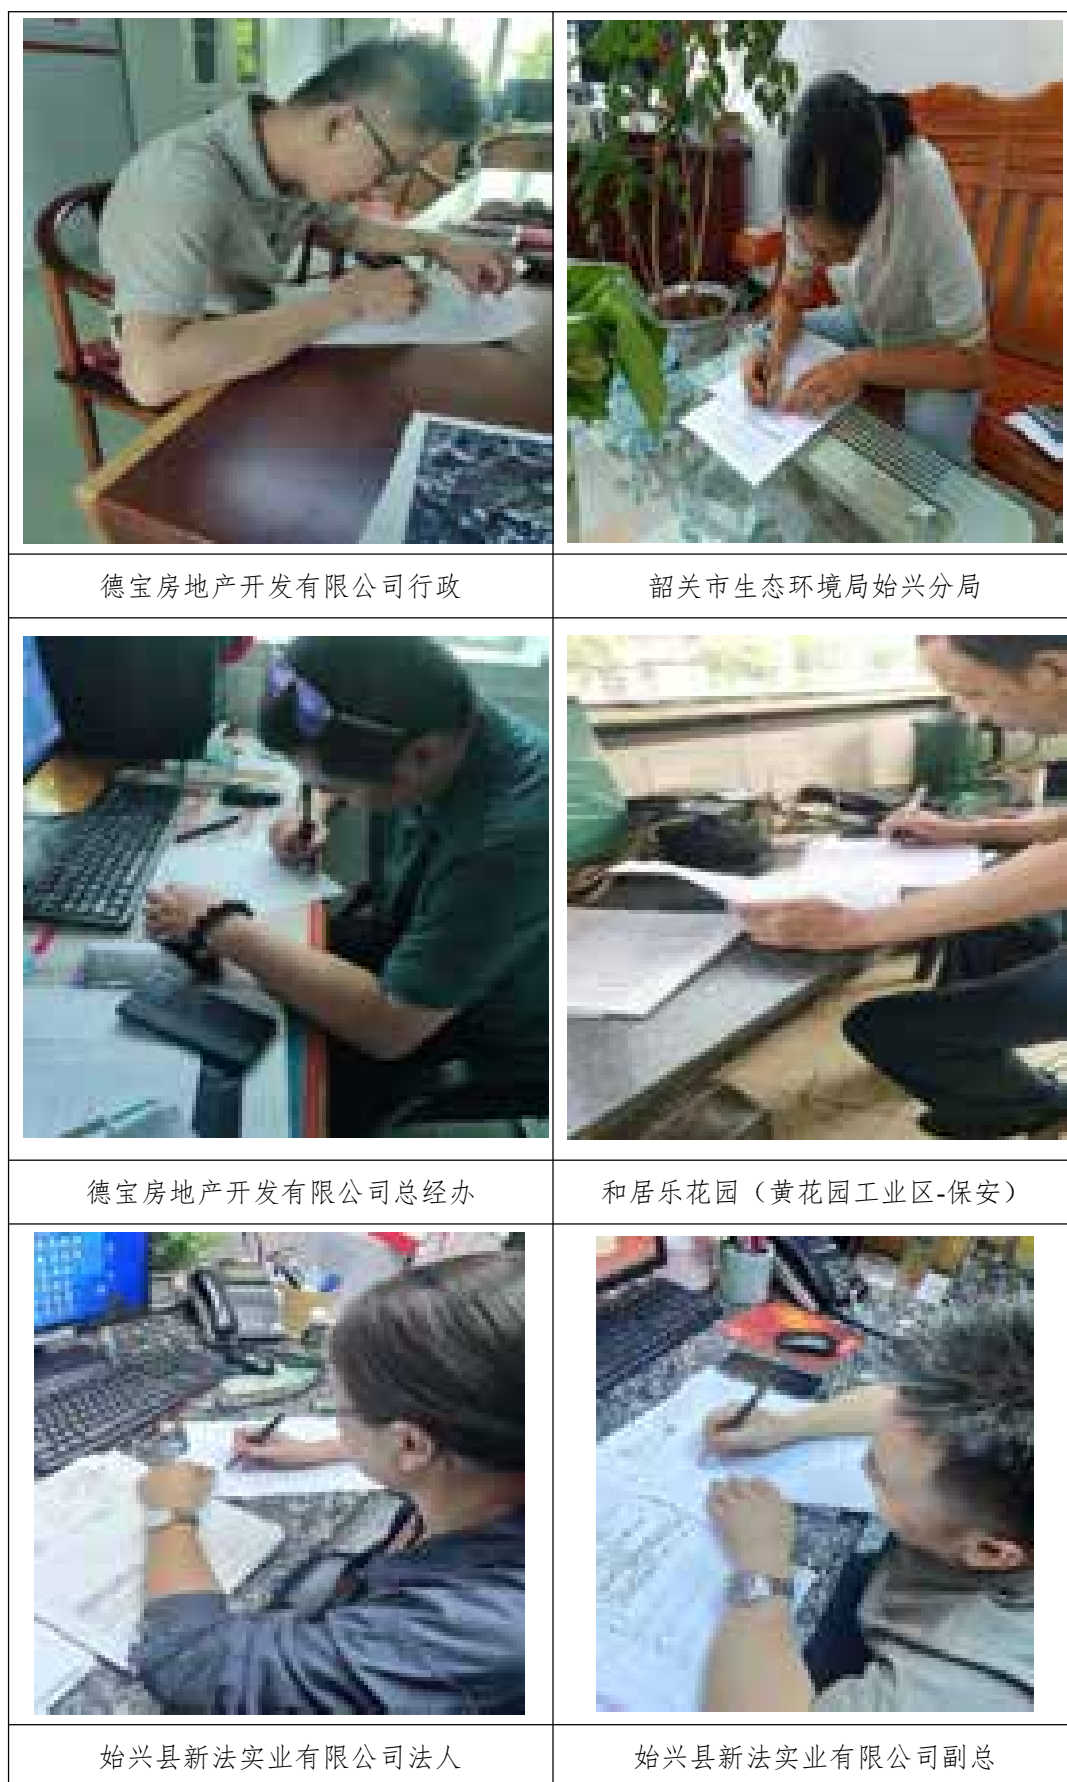 德宝房地产开发有限公司行政
韶关市生态环境局始兴分局
德宝房地产开发有限公司总经办
和居乐花园（黄花园工业区-保安）
始兴县新法实业有限公司法人
始兴县新法实业有限公司副总